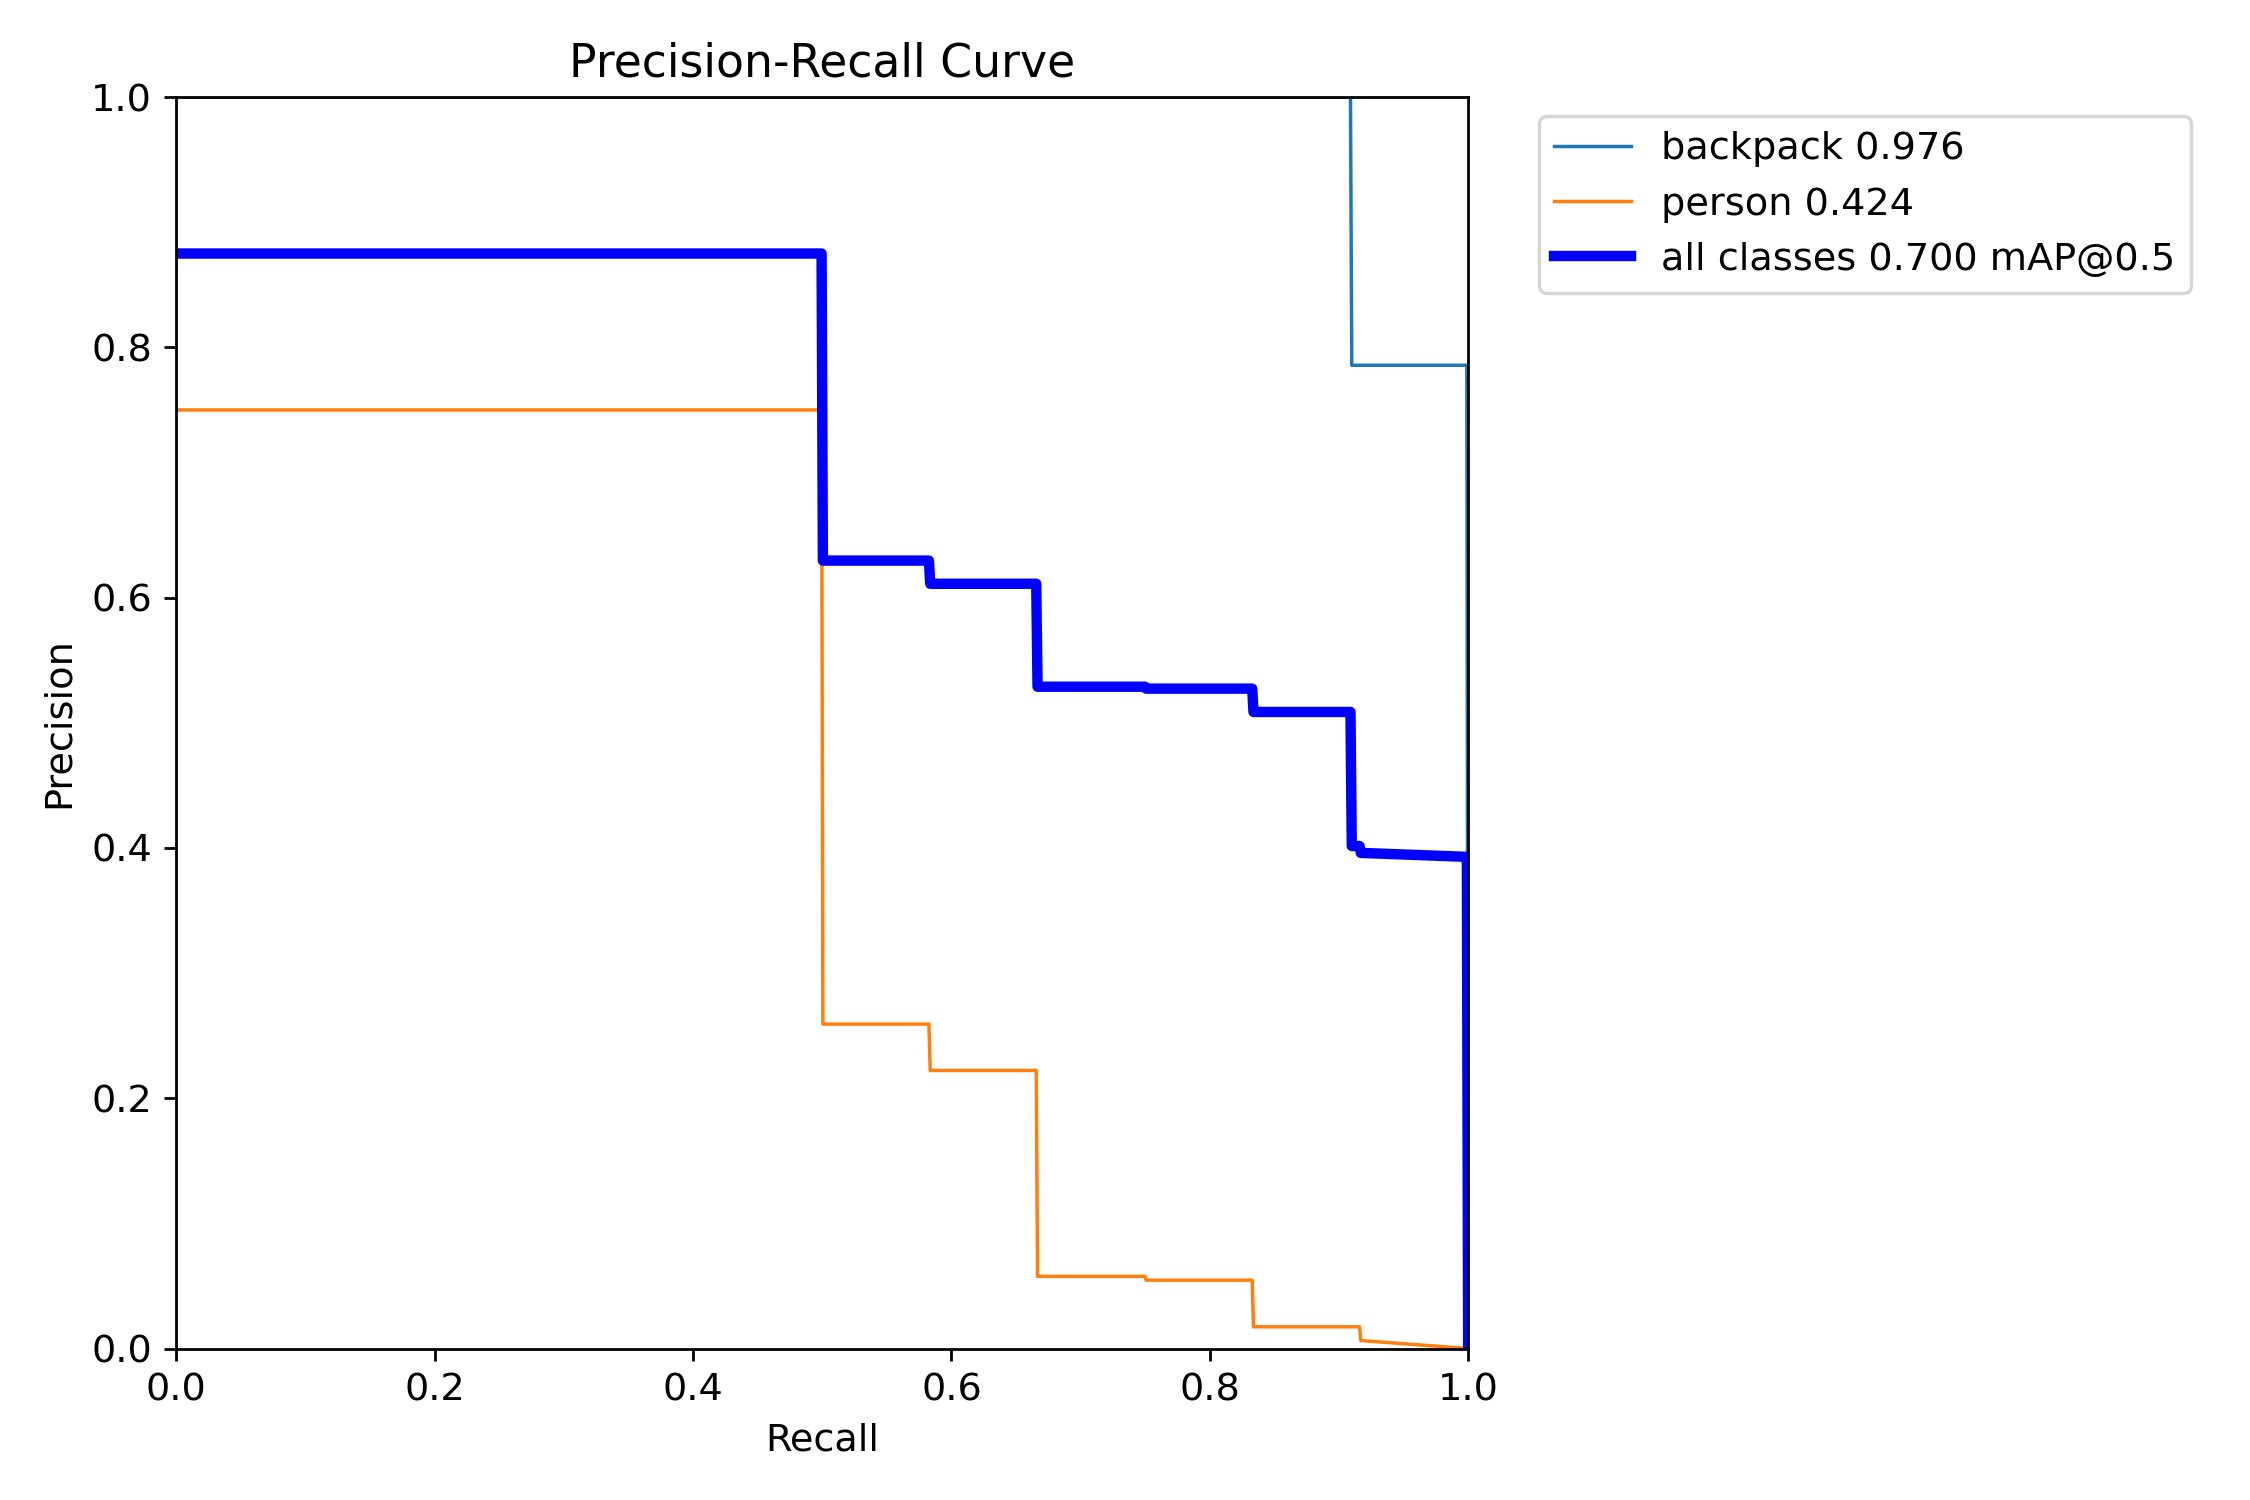 Precision-Recall Curve
1.0
0.8
0.6
0.4
0.2
0.0
Precision
0.0 0.2 0.4 0.6 0.8 1.0
Recall
backpack 0.976
person 0.424
all classes 0.700 mAP@0.5